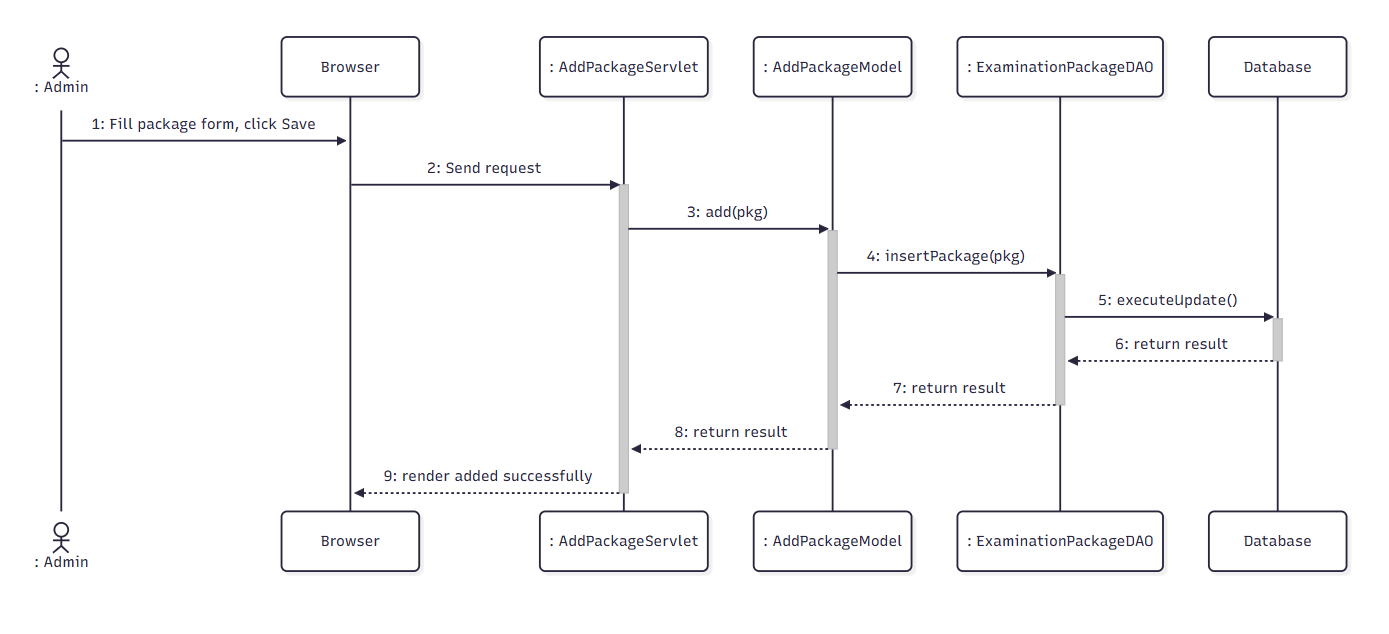 : Admin
Browser
: AddPackageServlet
: AddPackageModel
: ExaminationPackageDAO
Database
1: Fill package form, click Save
2: Send request
3: add(pkg)
4: insertPackage(pkg)
5: executeUpdate()
6: return result
7: return result
8: return result
9: render added successfully
: Admin
Browser
: AddPackageServlet
: AddPackageModel
: ExaminationPackageDAO
Database